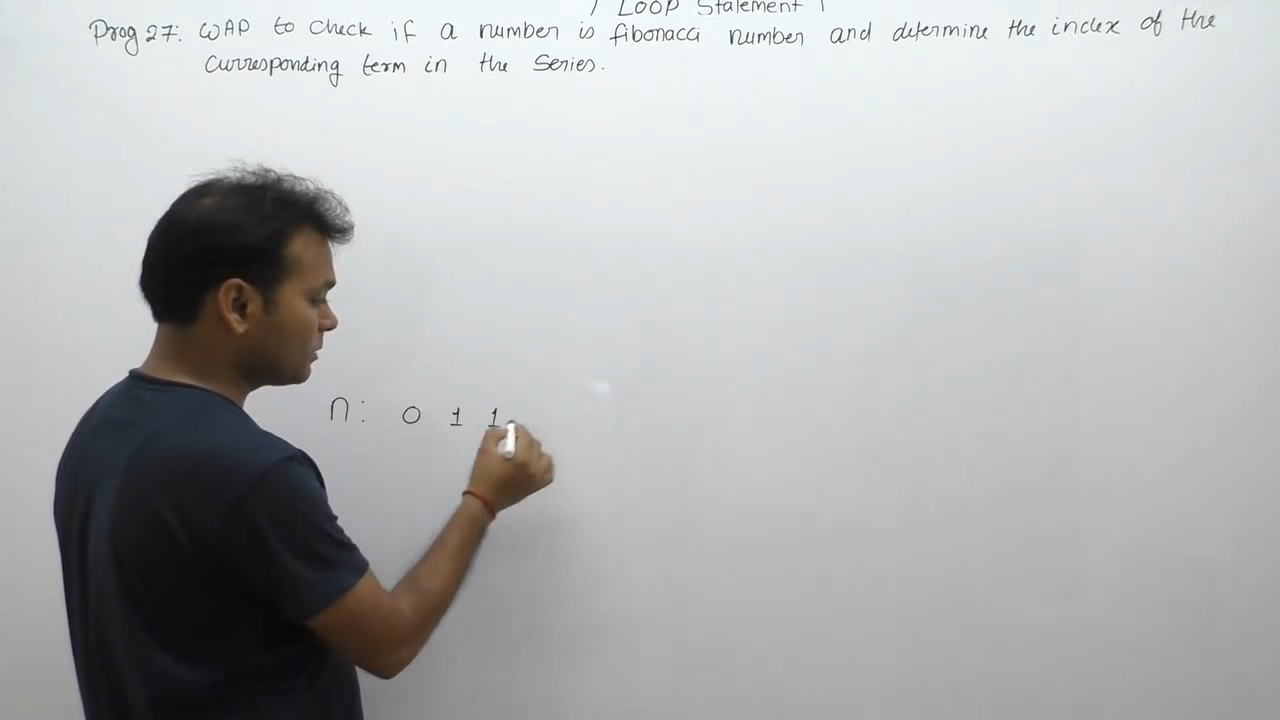 LOOP Statement
Prog 27: WAP to check if a number is fibonacci number and determine the index of the
Curresponding term in the Series.
n: 0 1 1